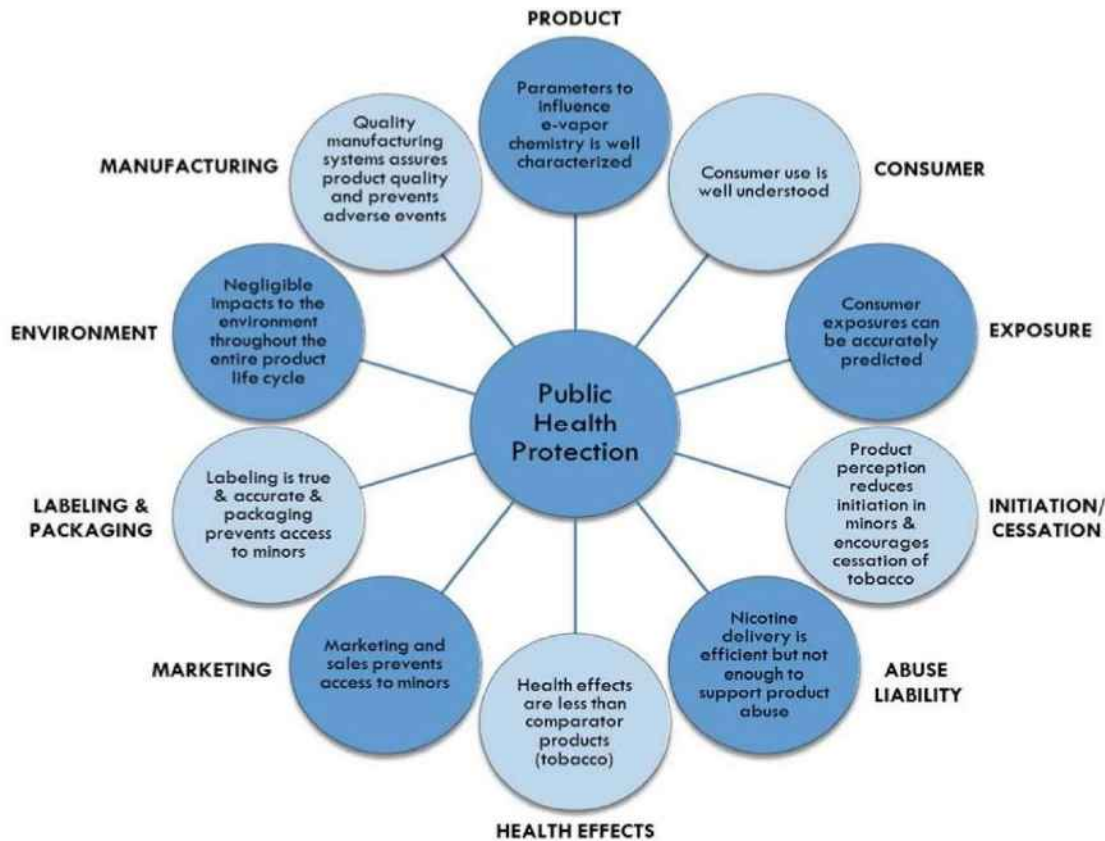 PRODUCT
Parameters to
influence
e-vapor
chemistry is well
characterized
CONSUMER
Consumer use is
well understood
EXPOSURE
Consumer
exposures can
be accurately
predicted
INITIATION/
CESSATION
Product
perception
reduces
initiation in
minors &
encourages
cessation of
tobacco
ABUSE
LIABILITY
Nicotine
delivery is
efficient but not
enough to
support product
abuse
HEALTH EFFECTS
Health effects
are less than
comparator
products
(tobacco)
MARKETING
Marketing and
sales prevents
access to minors
LABELING &
PACKAGING
Labeling is true
& accurate &
packaging
prevents access
to minors
ENVIRONMENT
Negligible
impacts to the
environment
throughout the
entire product
life cycle
MANUFACTURING
Quality
manufacturing
systems assures
product quality
and prevents
adverse events
Public
Health
Protection